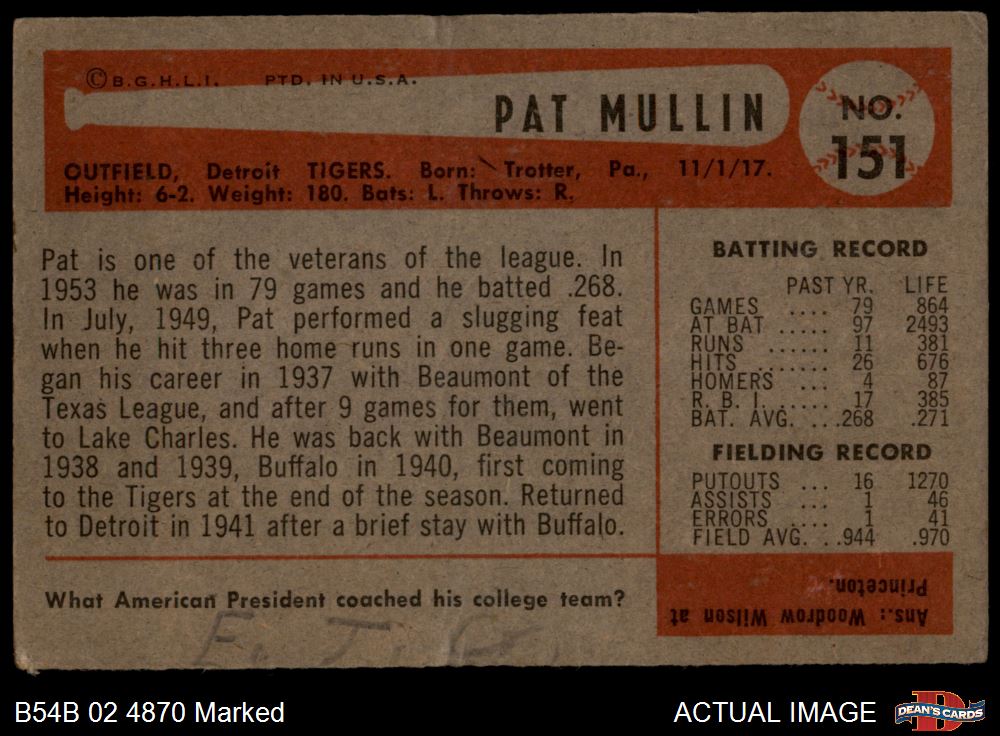 © B.G.H.L.I. PTD. IN U.S.A.
PAT MULLIN
NO.
151
OUTFIELD, Detroit TIGERS. Born: Trotter, Pa., 11/1/17.
Height: 6-2. Weight: 180. Bats: L. Throws: R.
Pat is one of the veterans of the league. In
1953 he was in 79 games and he batted .268.
In July, 1949, Pat performed a slugging feat
when he hit three home runs in one game. Be-
gan his career in 1937 with Beaumont of the
Texas League, and after 9 games for them, went
to Lake Charles. He was back with Beaumont in
1938 and 1939, Buffalo in 1940, first coming
to the Tigers at the end of the season. Returned
to Detroit in 1941 after a brief stay with Buffalo.
What American President coached his college team?
E. J.
BATTING RECORD
PAST YR. LIFE
GAMES .... 79 864
AT BAT ..... 97 2493
RUNS ...... 11 381
HITS ....... 26 676
HOMERS ... 4 87
R. B. I. ..... 17 385
BAT. AVG. ...268 .271
FIELDING RECORD
PUTOUTS ... 16 1270
ASSISTS ... 1 46
ERRORS .... 1 41
FIELD AVG. ..944 .970
Ans.: Woodrow Wilson at
Princeton.
B54B 02 4870 Marked
ACTUAL IMAGE
DEAN'S CARDS